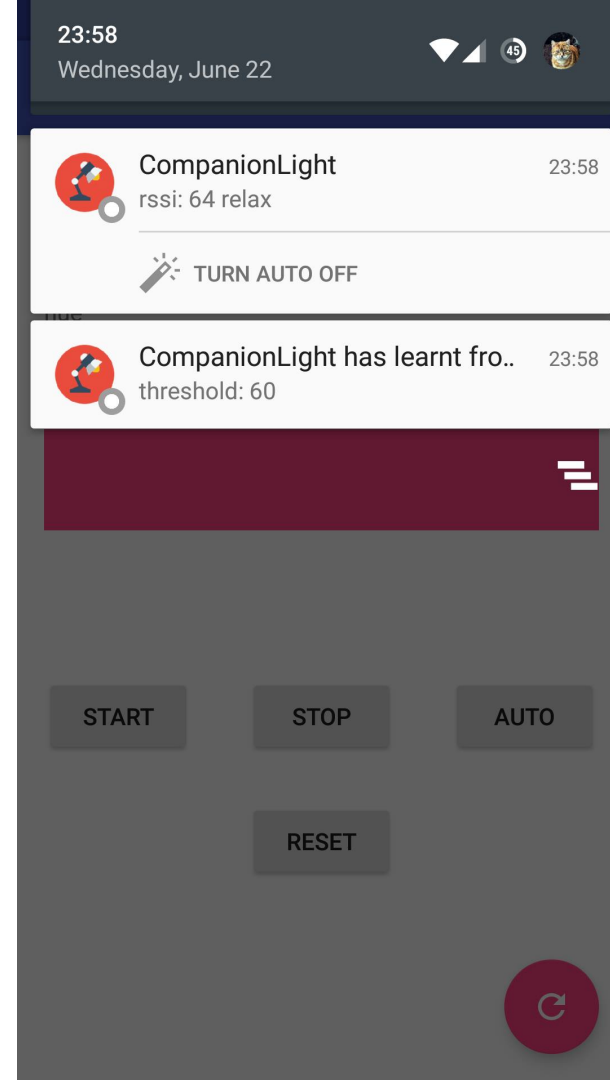 23:58
Wednesday, June 22
45
CompanionLight 23:58
rssi: 64 relax
TURN AUTO OFF
hue
CompanionLight has learnt fro.. 23:58
threshold: 60
START STOP AUTO
RESET